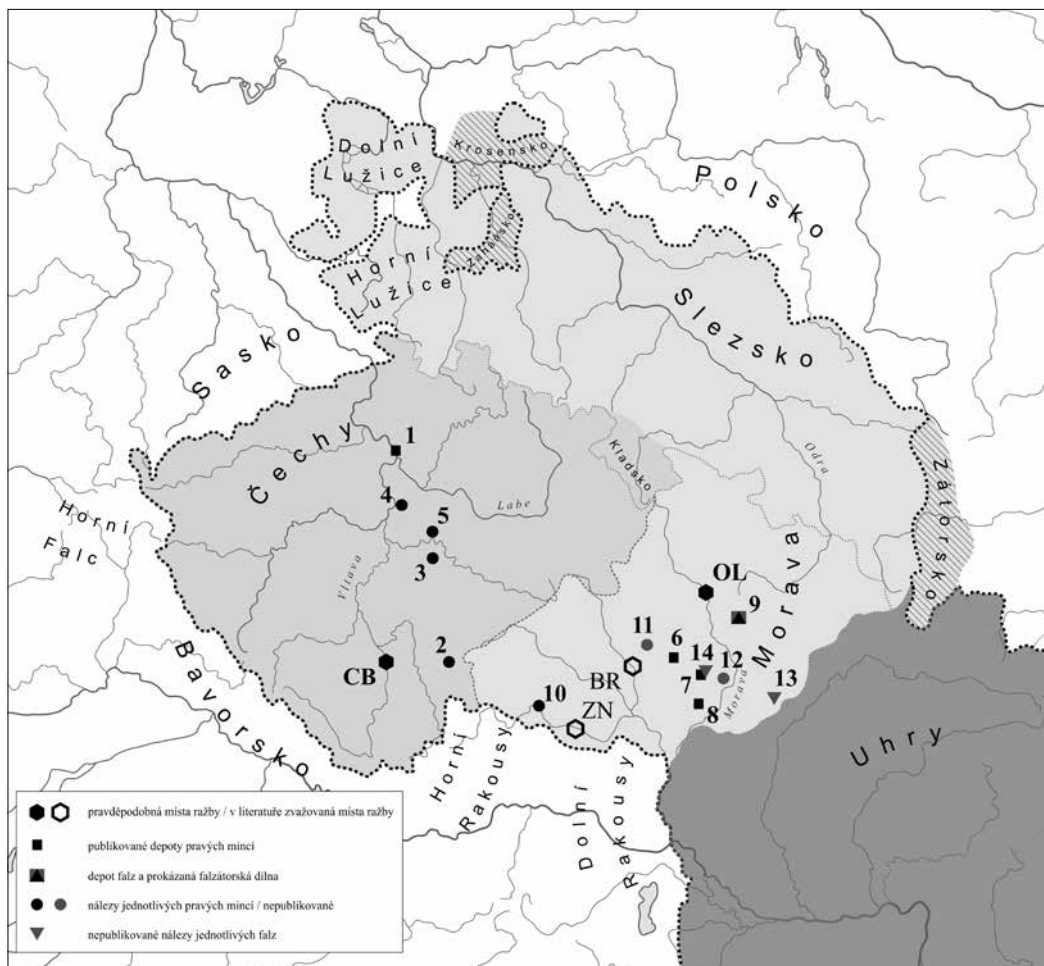 Dolní
Lužice
Krosensko
Polsko
Horní
Lužice
Zaháňsko
Slezsko
Sasko
Čechy
1
Kladsko
Odra
Zátorsko
Horní
Falc
4
Labe
5
3
Vltava
OL
9
Morava
11
6
14
12
13
2
CB
BR
7
Morava
8
10
ZN
Bavorsko
Horní
Rakousy
Dolní
Rakousy
Uhry
pravděpodobná místa ražby / v literatuře zvažovaná místa ražby
publikované depoty pravých mincí
depot falz a prokázaná falzátorská dílna
nálezy jednotlivých pravých mincí / nepublikované
nepublikované nálezy jednotlivých falz